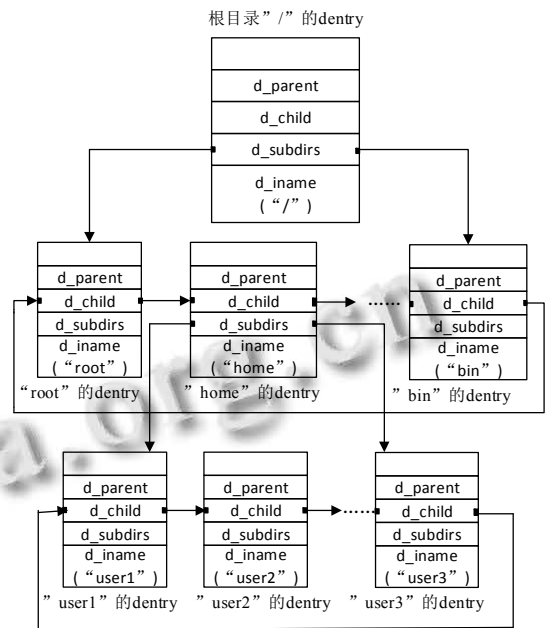 根目录”/”的dentry
d_parent
d_child
d_subdirs
d_iname
(“/”)
d_parent
d_child
d_subdirs
d_iname
(“root”)
d_parent
d_child
d_subdirs
d_iname
(“home”)
……
d_parent
d_child
d_subdirs
d_iname
(“bin”)
“root”的dentry
”home”的dentry
”bin”的dentry
a.org.cn
d_parent
d_child
d_subdirs
d_iname
(“user1”)
d_parent
d_child
d_subdirs
d_iname
(“user2”)
……
d_parent
d_child
d_subdirs
d_iname
(“user3”)
”user1”的dentry
”user2”的dentry
”user3”的dentry